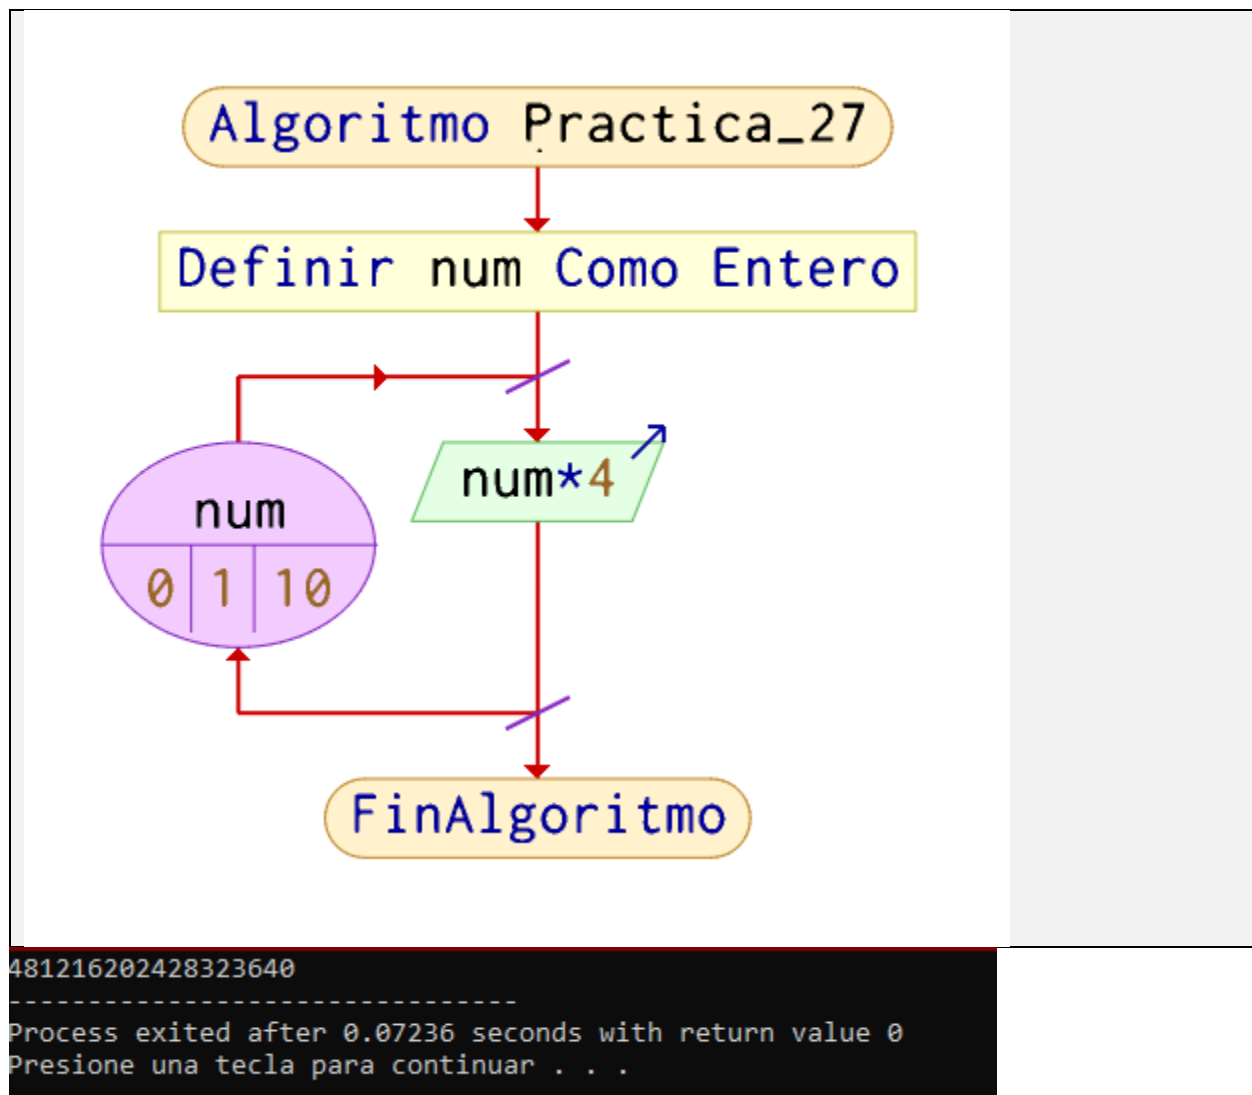 Algoritmo Practica_27
Definir num Como Entero
num*4
num
0 1 10
FinAlgoritmo
481216202428323640
--------------------------------
Process exited after 0.07236 seconds with return value 0
Presione una tecla para continuar . . .